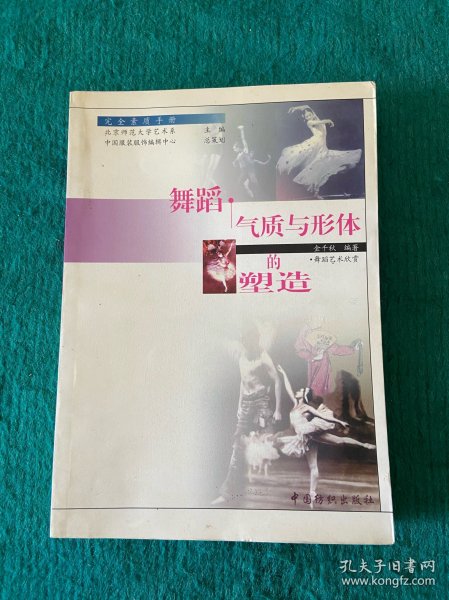 完全素质手册
北京师范大学艺术系 主编
中国服装服饰编辑中心 总策划
舞蹈·
气质与形体
金千秋 编著
的
·舞蹈艺术欣赏
塑造
中国纺织出版社
孔夫子旧书网
www.kongfz.com